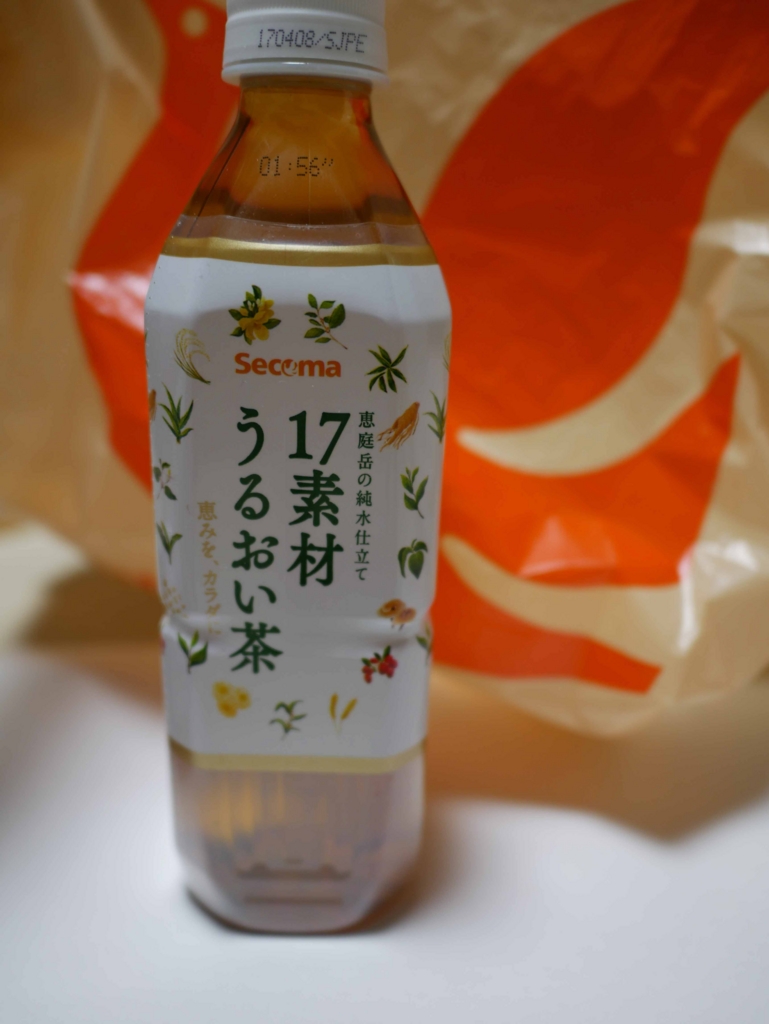 170408/SJPE
01:56"
Secoma
恵庭岳の純水仕立て
17素材
うるおい茶
恵みを、カラダ